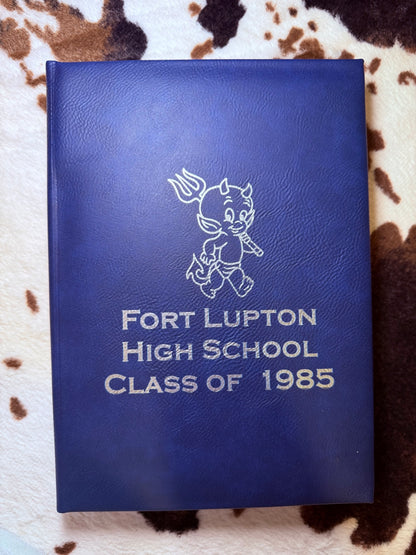 FORT LUPTON
HIGH SCHOOL
CLASS OF 1985